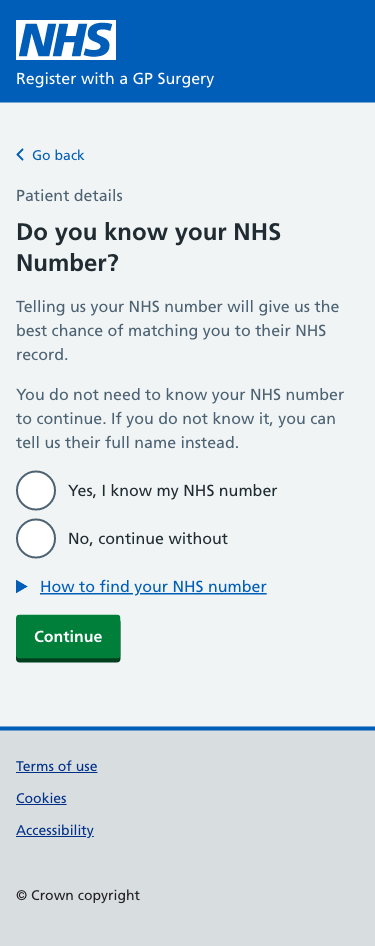 NHS
Register with a GP Surgery
Go back
Patient details
Do you know your NHS
Number?
Telling us your NHS number will give us the
best chance of matching you to their NHS
record.
You do not need to know your NHS number
to continue. If you do not know it, you can
tell us their full name instead.
Yes, I know my NHS number
No, continue without
How to find your NHS number
Continue
Terms of use
Cookies
Accessibility
© Crown copyright